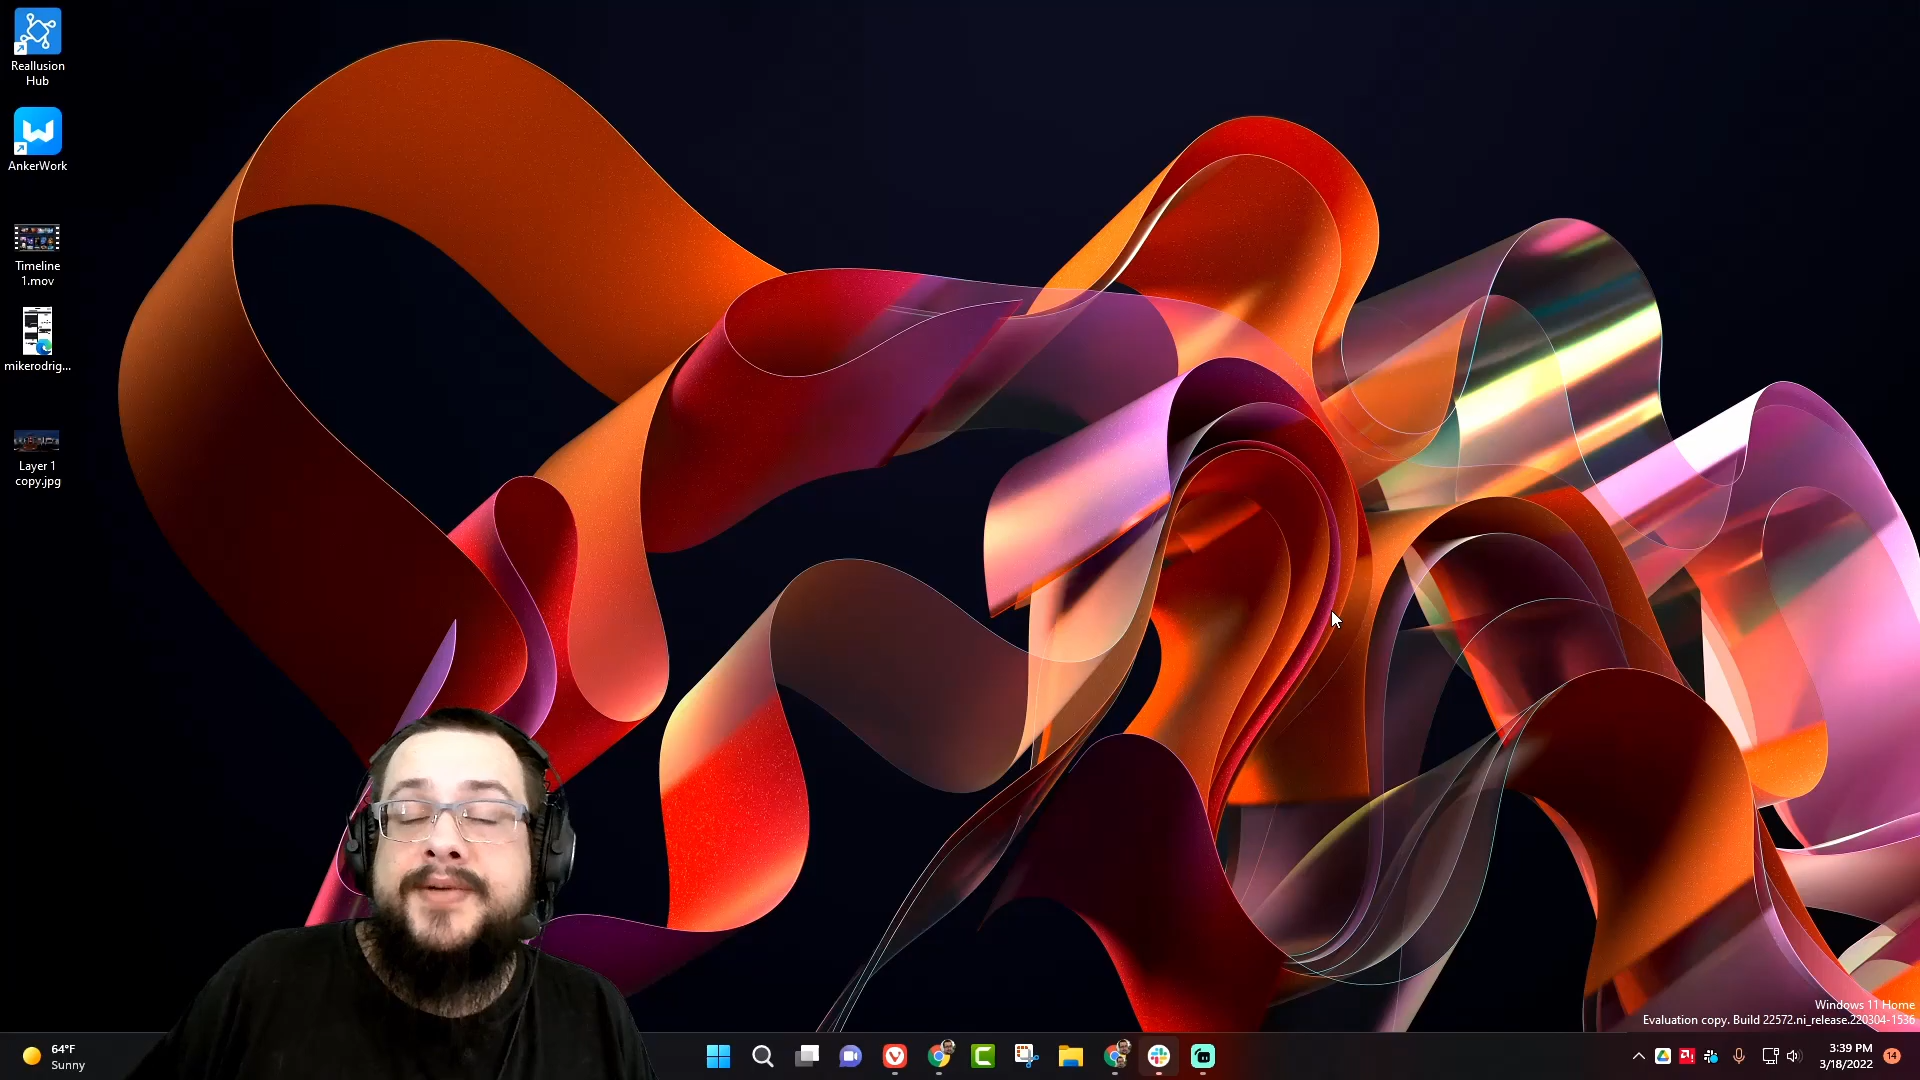 Reallusion
Hub
AnkerWork
Timeline
1.mov
mikerodrig...
Layer 1
copy.jpg
Windows 11 Home
Evaluation copy. Build 22572.ni_release.220304-1536
64°F
Sunny
3:39 PM
3/18/2022
14